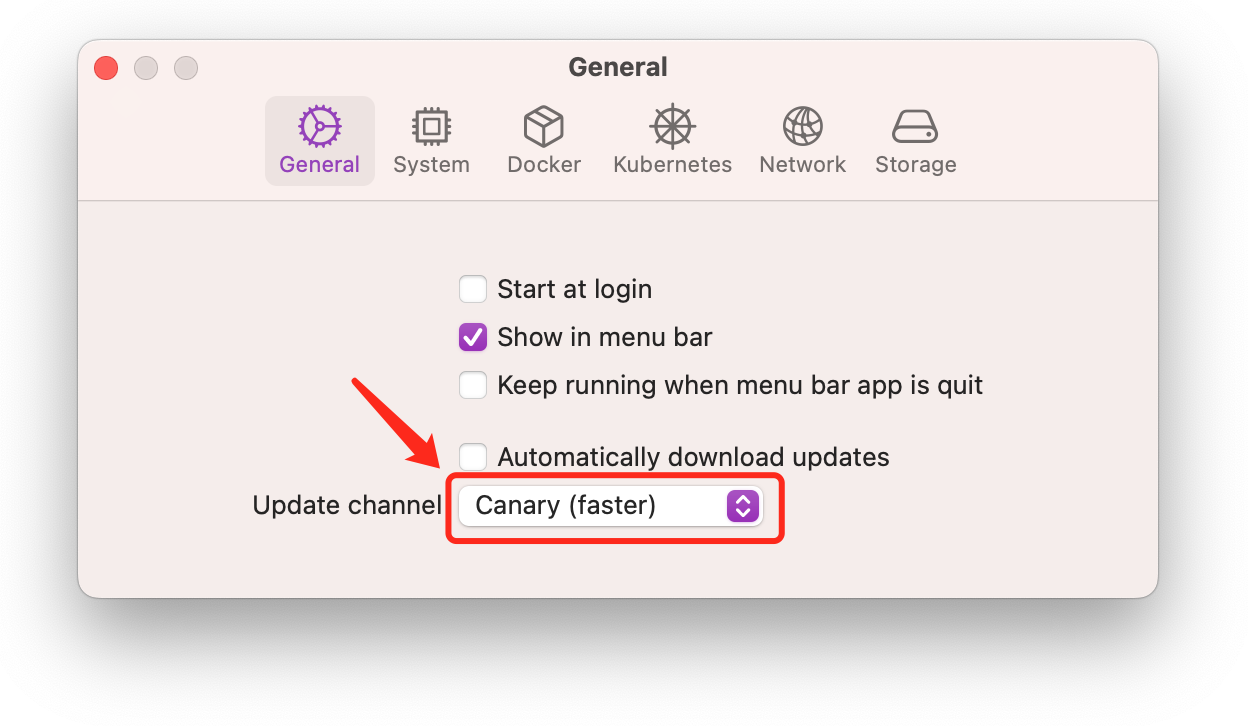 General
General System Docker Kubernetes Network Storage
Start at login
Show in menu bar
Keep running when menu bar app is quit
Automatically download updates
Update channel Canary (faster)